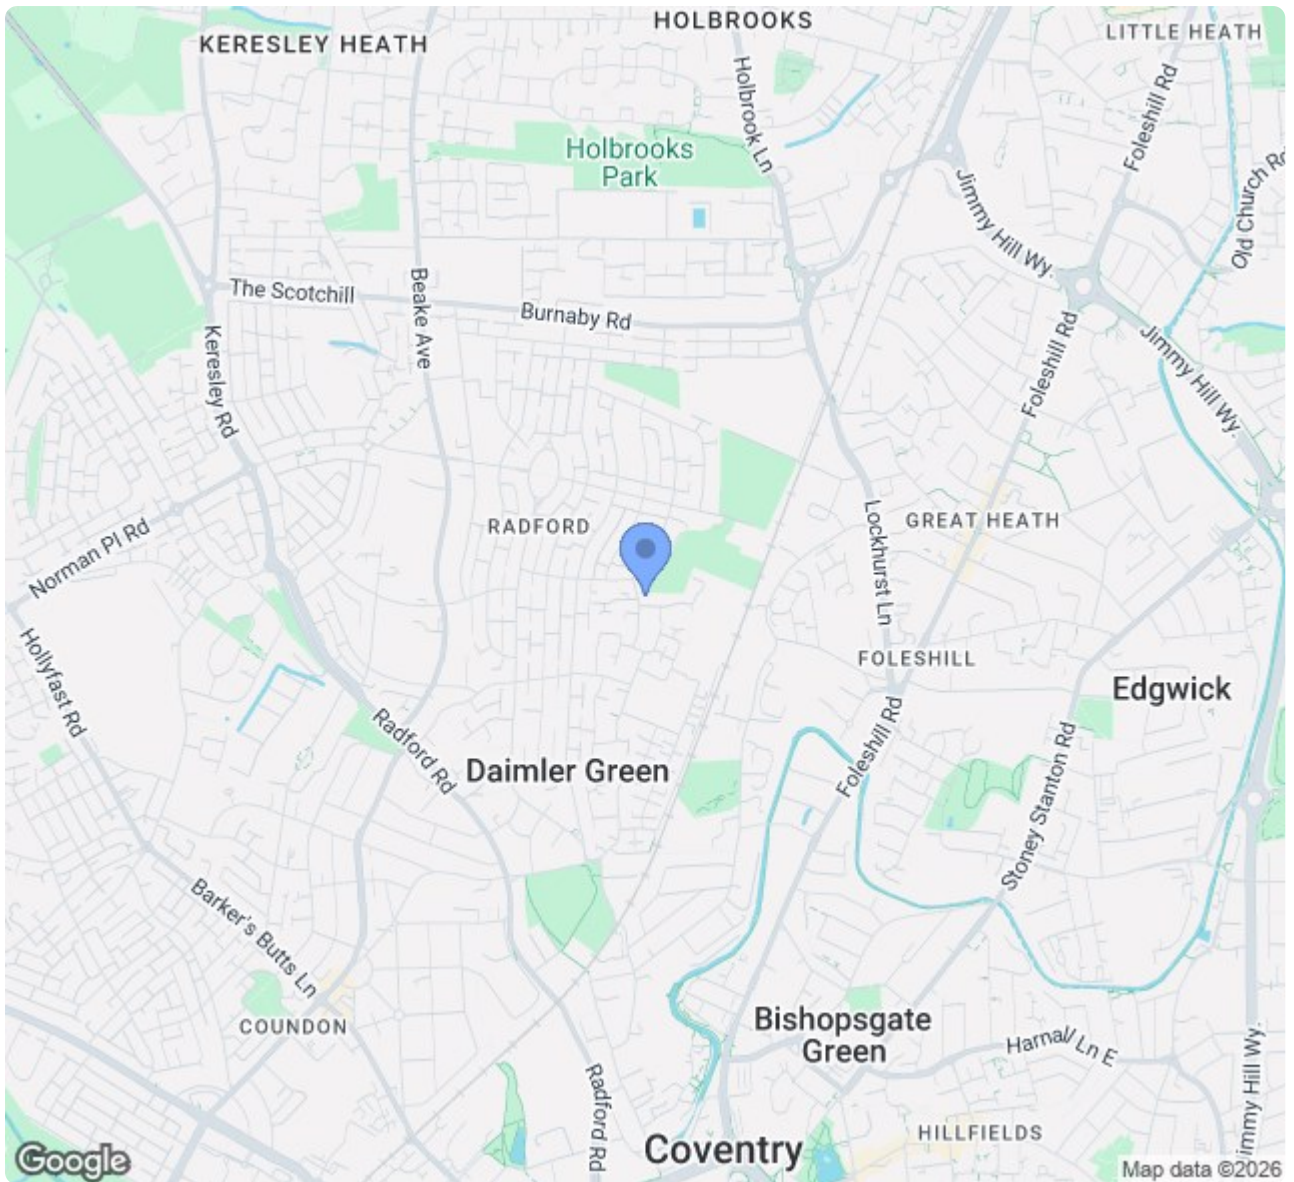 HOLBROOKS
LITTLE HEATH
KERESLEY HEATH
Holbrook Ln
Foleshill Rd
Holbrooks
Park
Old Church Rd
Jimmy Hill Wy.
The Scotchill
Beake Ave
Burnaby Rd
Keresley Rd
Foleshill Rd
Jimmy Hill Wy.
Lockhurst Ln
GREAT HEATH
RADFORD
Norman Pl Rd
Hollyfast Rd
FOLESHILL
Edgwick
Radford Rd
Foleshill Rd
Daimler Green
Stoney Stanton Rd
Barker's Butts Ln
Bishopsgate
Green
COUNDON
Harnal Ln E
Jimmy Hill Wy.
Radford Rd
HILLFIELDS
Coventry
Google
Map data ©2026